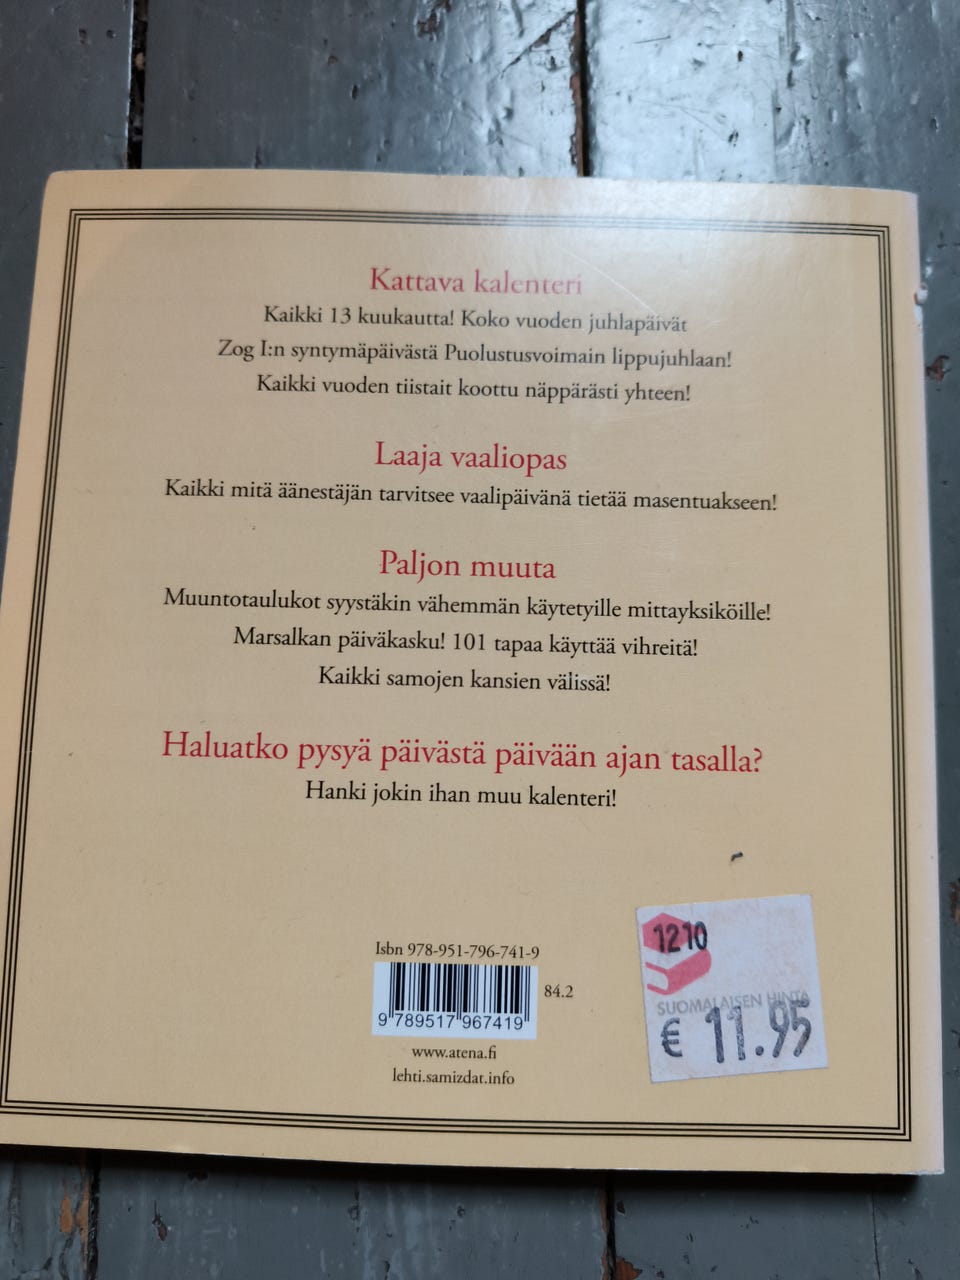 Kattava kalenteri
Kaikki 13 kuukautta! Koko vuoden juhlapäivät
Zog I:n syntymäpäivästä Puolustusvoimain lippujuhlaan!
Kaikki vuoden tiistait koottu näppärästi yhteen!
Laaja vaaliopas
Kaikki mitä äänestäjän tarvitsee vaalipäivänä tietää masentuakseen!
Paljon muuta
Muuntotaulukot syystäkin vähemmän käytetyille mittayksiköille!
Marsalkan päiväkasku! 101 tapaa käyttää vihreitä!
Kaikki samojen kansien välissä!
Haluatko pysyä päivästä päivään ajan tasalla?
Hanki jokin ihan muu kalenteri!
Isbn 978-951-796-741-9
84.2
9 789517 967419
www.atena.fi
lehti.samizdat.info
1210
SUOMALAISEN HINTA
€ 11.95